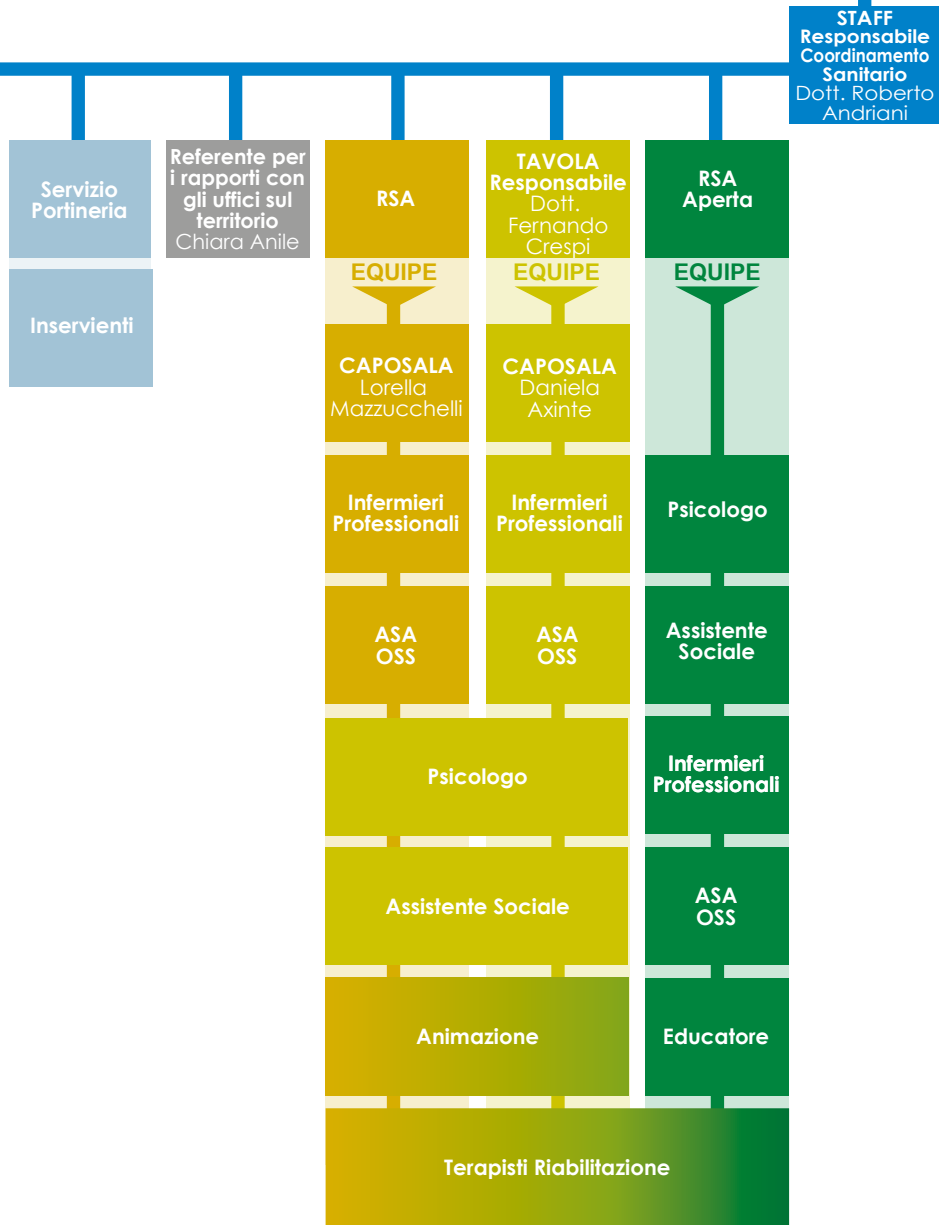 STAFF
Responsabile
Coordinamento
Sanitario
Dott. Roberto
Andriani
Servizio
Portineria
Inservienti
Referente per
i rapporti con
gli uffici sul
territorio
Chiara Anile
RSA
EQUIPE
CAPOSALA
Lorella
Mazzucchelli
Infermieri
Professionali
ASA
OSS
TAVOLA
Responsabile
Dott.
Fernando
Crespi
EQUIPE
CAPOSALA
Daniela
Axinte
Infermieri
Professionali
ASA
OSS
Psicologo
Assistente Sociale
Animazione
RSA
Aperta
EQUIPE
Psicologo
Assistente
Sociale
Infermieri
Professionali
ASA
OSS
Educatore
Terapisti Riabilitazione